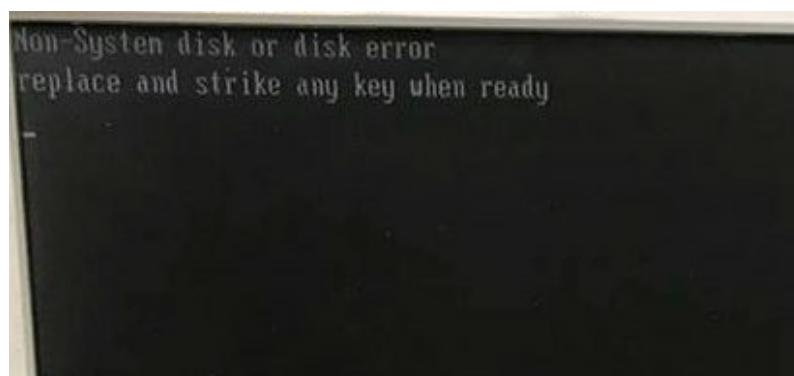 Non-System disk or disk error
replace and strike any key when ready